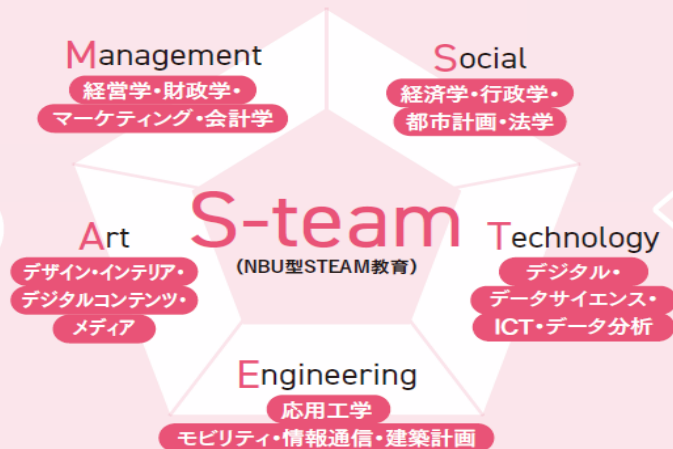 Management
経営学・財政学・
マーケティング・会計学
Social
経済学・行政学・
都市計画・法学
S-team
(NBU型STEAM教育)
Art
デザイン・インテリア・
デジタルコンテンツ・
メディア
Technology
デジタル・
データサイエンス・
ICT・データ分析
Engineering
応用工学
モビリティ・情報通信・建築計画